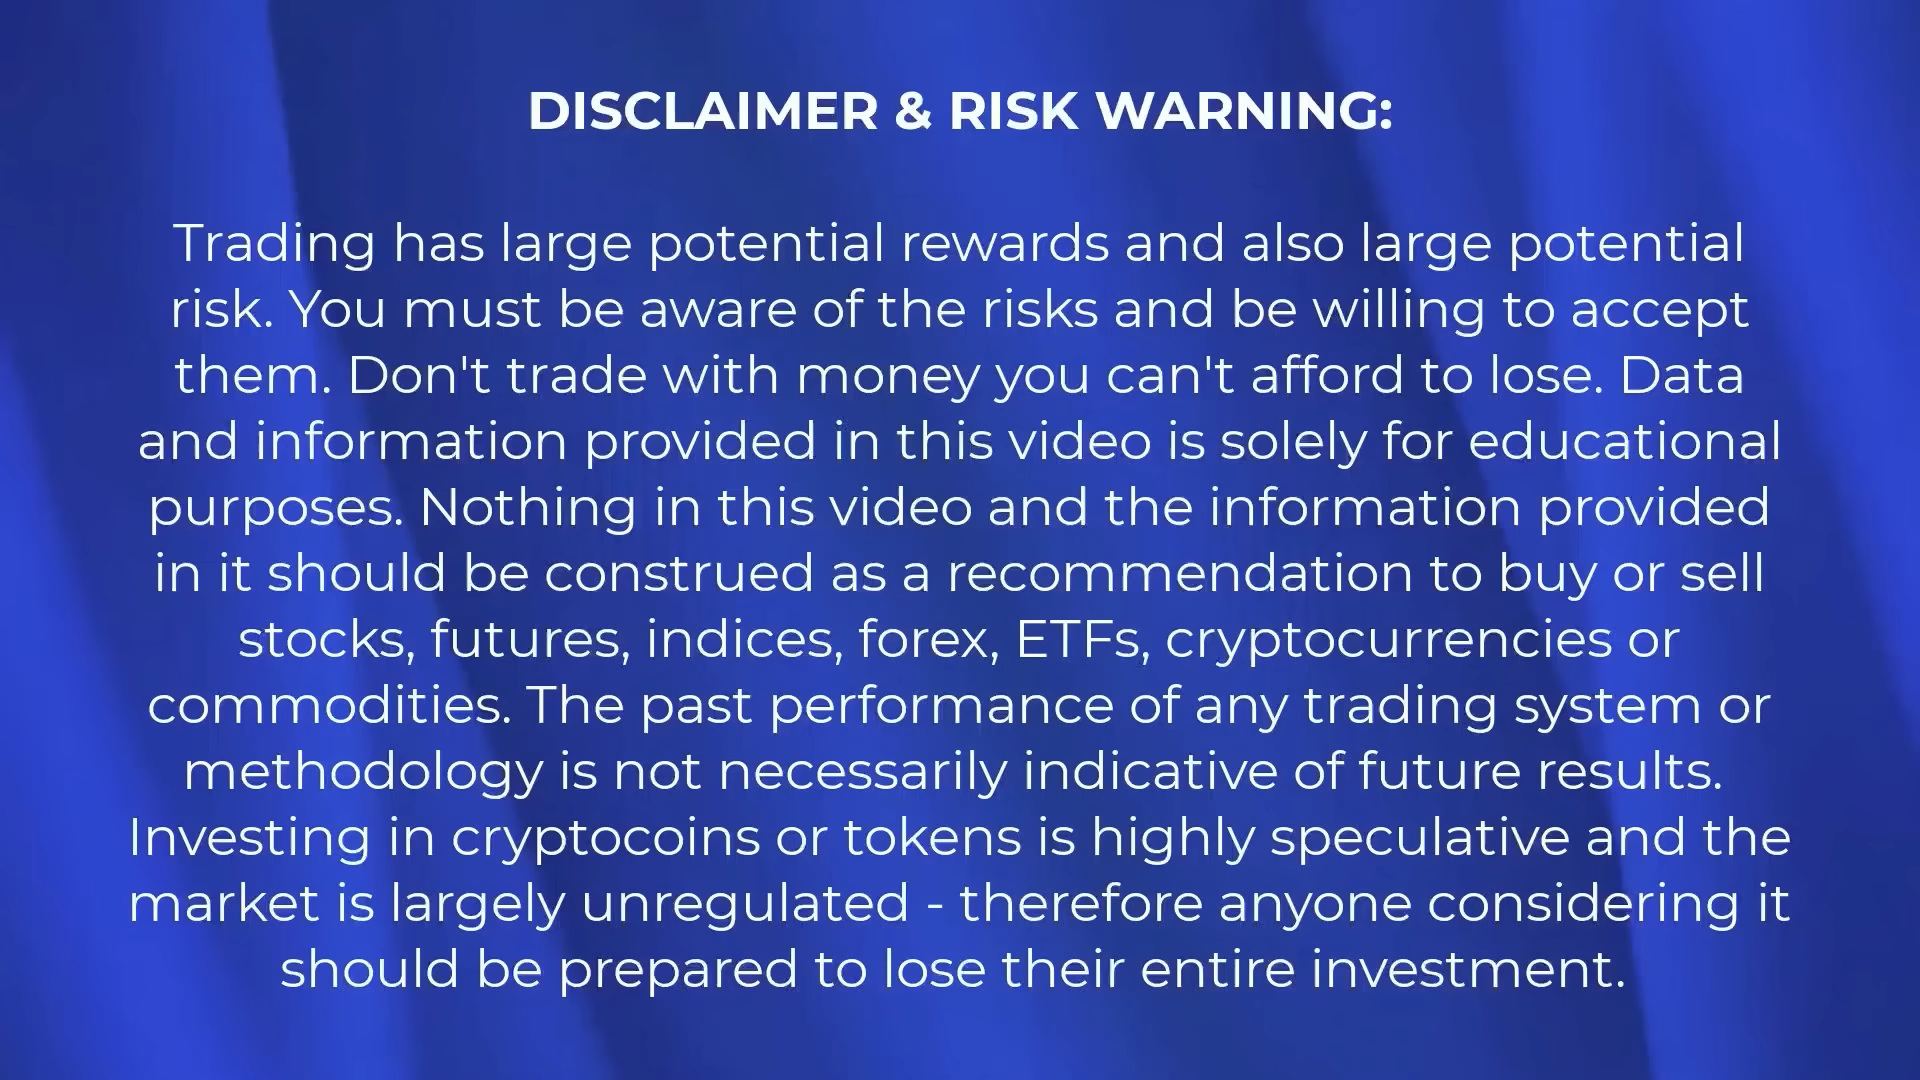 DISCLAIMER & RISK WARNING:
Trading has large potential rewards and also large potential
risk. You must be aware of the risks and be willing to accept
them. Don't trade with money you can't afford to lose. Data
and information provided in this video is solely for educational
purposes. Nothing in this video and the information provided
in it should be construed as a recommendation to buy or sell
stocks, futures, indices, forex, ETFs, cryptocurrencies or
commodities. The past performance of any trading system or
methodology is not necessarily indicative of future results.
Investing in cryptocoins or tokens is highly speculative and the
market is largely unregulated - therefore anyone considering it
should be prepared to lose their entire investment.